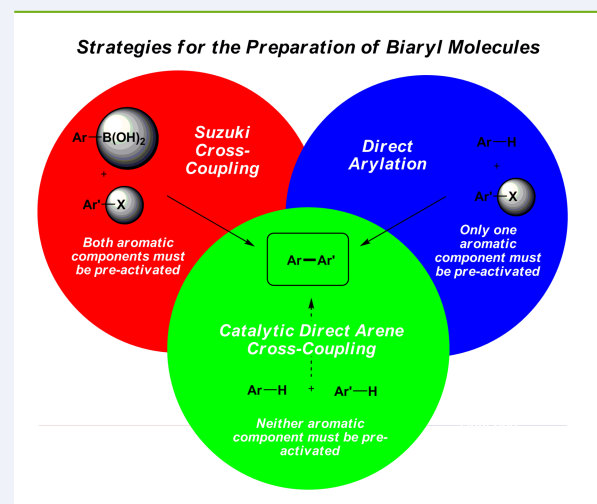 Strategies for the Preparation of Biaryl Molecules
Ar—B(OH)₂
+
Ar'—X
Suzuki
Cross-
Coupling
Both aromatic
components must
be pre-activated
Direct
Arylation
Ar—H
+
Ar'—X
Only one
aromatic
component must
be pre-activated
Ar—Ar'
Catalytic Direct Arene
Cross-Coupling
Ar—H + Ar'—H
Neither aromatic
component must be pre-
activated